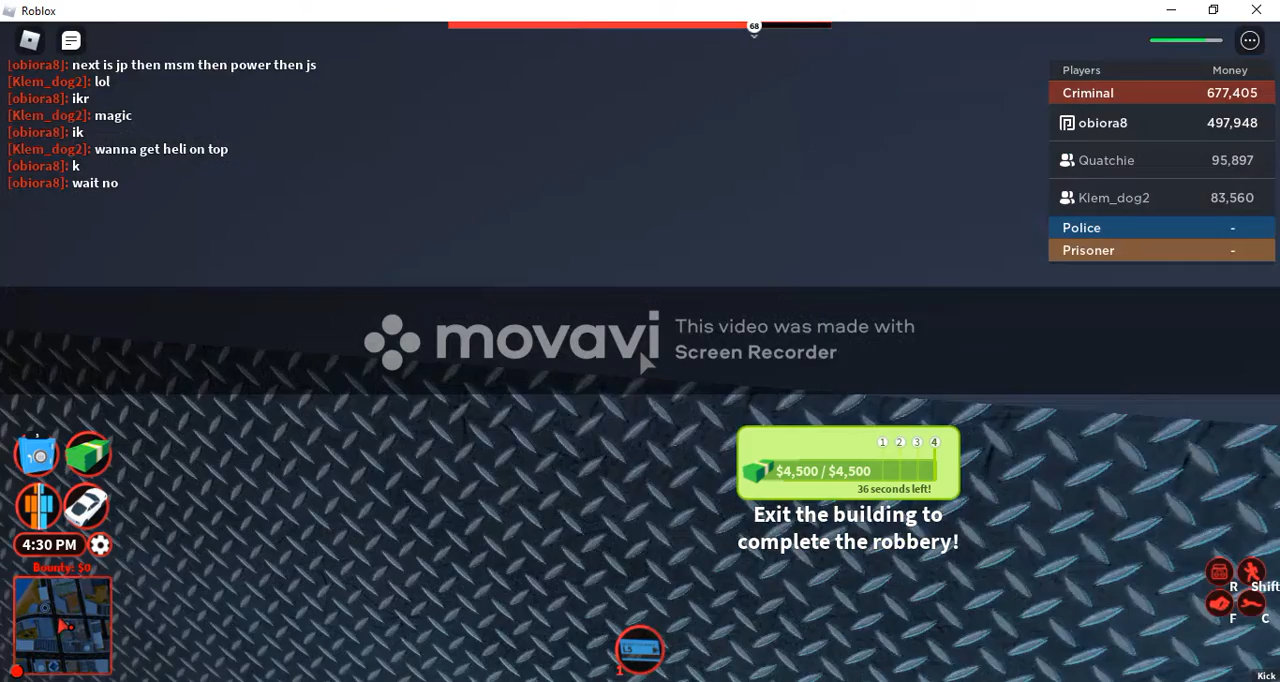 Roblox
68
[obiora8]: next is jp then msm then power then js
[Klem_dog2]: lol
[obiora8]: ikr
[Klem_dog2]: magic
[obiora8]: ik
[Klem_dog2]: wanna get heli on top
[obiora8]: k
[obiora8]: wait no
Players Money
Criminal 677,405
obiora8 497,948
Quatchie 95,897
Klem_dog2 83,560
Police -
Prisoner -
movavi
This video was made with
Screen Recorder
1 2 3 4
$4,500 / $4,500
36 seconds left!
Exit the building to
complete the robbery!
4:30 PM
Bounty: $0
R Shift
F C
1
Kick